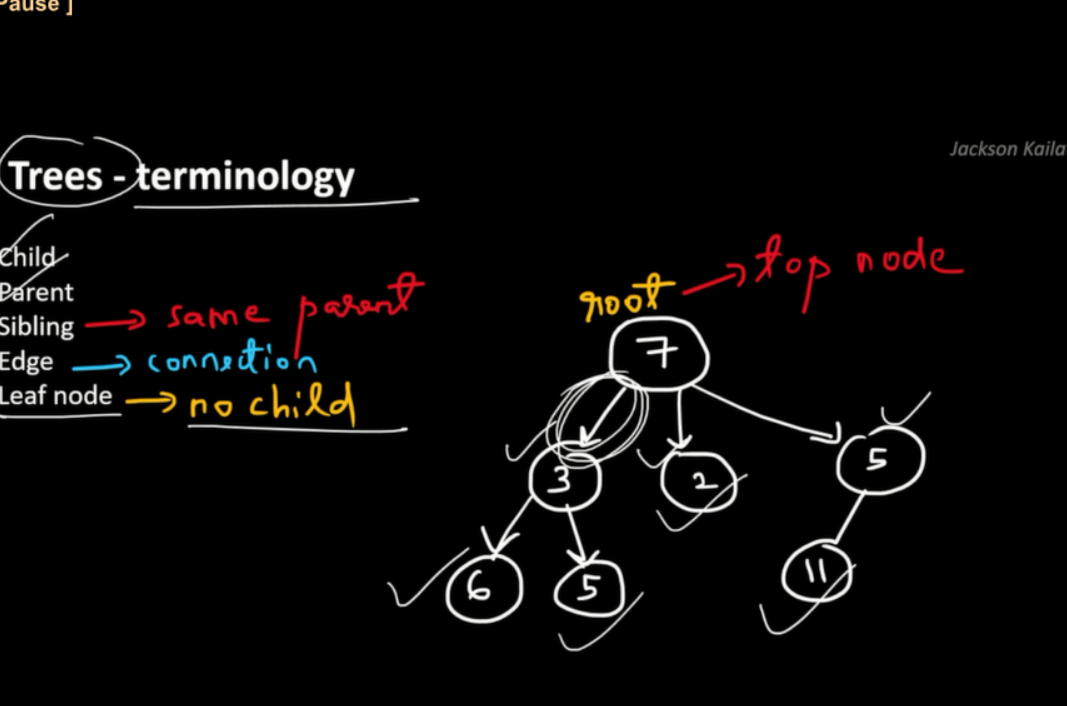 Pause ]
Jackson Kaila
Trees - terminology
Child
Parent
Sibling → same parent
Edge → connection
Leaf node → no child
root → top node
7
3
2
5
6
5
11